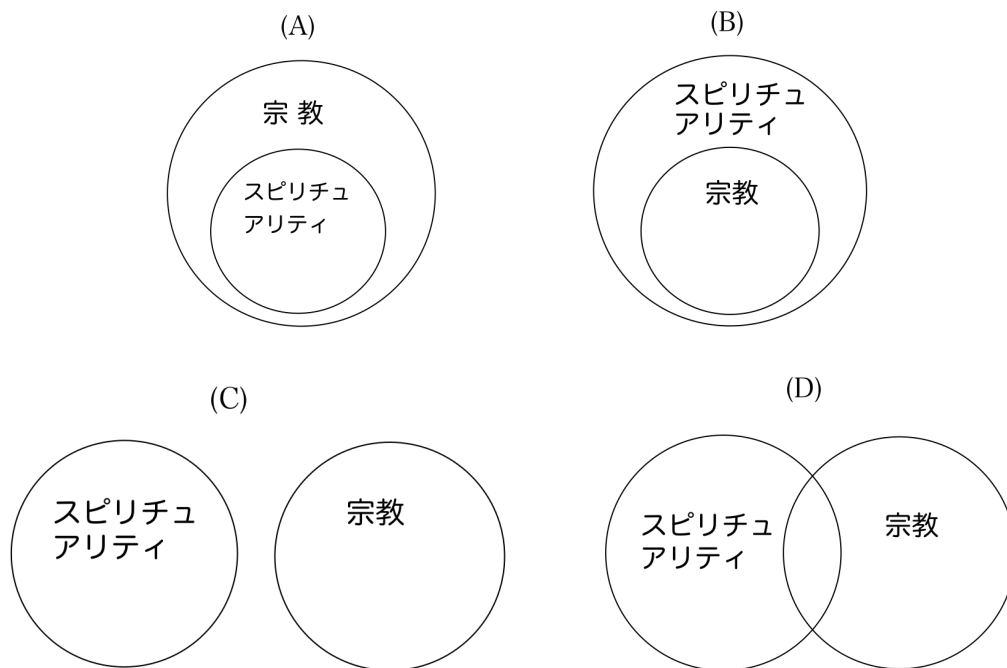 (A)
宗 教
スピリチュ
アリティ
(B)
スピリチュ
アリティ
宗教
(C)
スピリチュ
アリティ
宗教
(D)
スピリチュ
アリティ
宗教